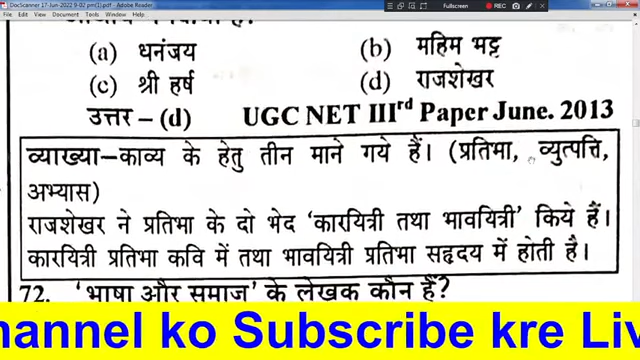 DocScanner 17-Jun-2022 9-02 pm(1).pdf - Adobe Reader
File Edit View Document Tools Window Help
Fullscreen
REC
(a) धनंजय (b) महिम भट्ट
(c) श्री हर्ष (d) राजशेखर
उत्तर –(d) UGC NET IIIrd Paper June. 2013
व्याख्या–काव्य के हेतु तीन माने गये हैं। (प्रतिभा, व्युत्पत्ति,
अभ्यास)
राजशेखर ने प्रतिभा के दो भेद ‘कारयित्री तथा भावयित्री’ किये हैं।
कारयित्री प्रतिभा कवि में तथा भावयित्री प्रतिभा सहृदय में होती है।
72. ‘भाषा और समाज’ के लेखक कौन हैं?
hannel ko Subscribe kre Liv